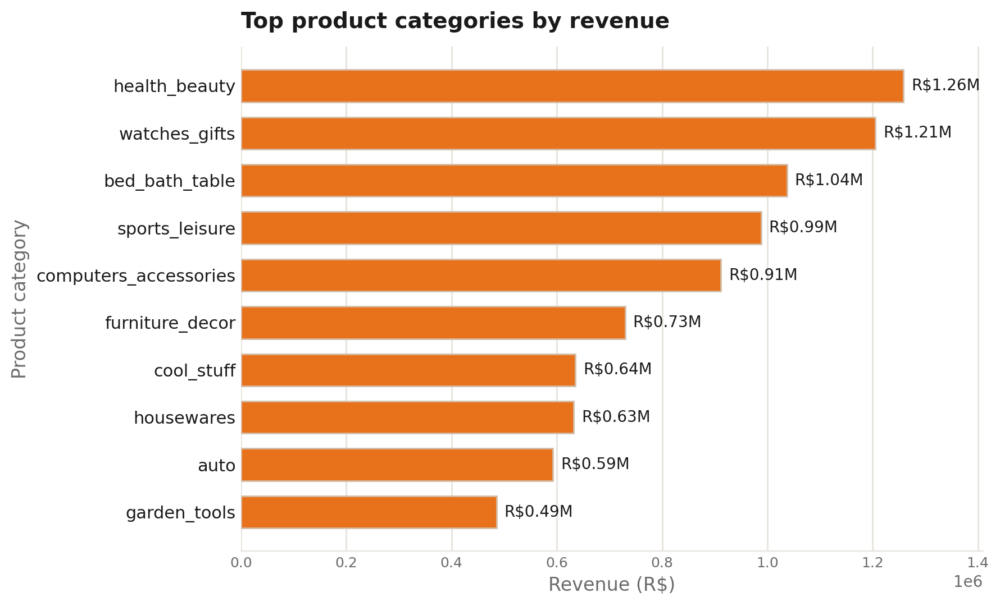 Top product categories by revenue
health_beauty R$1.26M
watches_gifts R$1.21M
bed_bath_table R$1.04M
sports_leisure R$0.99M
computers_accessories R$0.91M
furniture_decor R$0.73M
cool_stuff R$0.64M
housewares R$0.63M
auto R$0.59M
garden_tools R$0.49M
Product category
0.0 0.2 0.4 0.6 0.8 1.0 1.2 1.4
1e6
Revenue (R$)